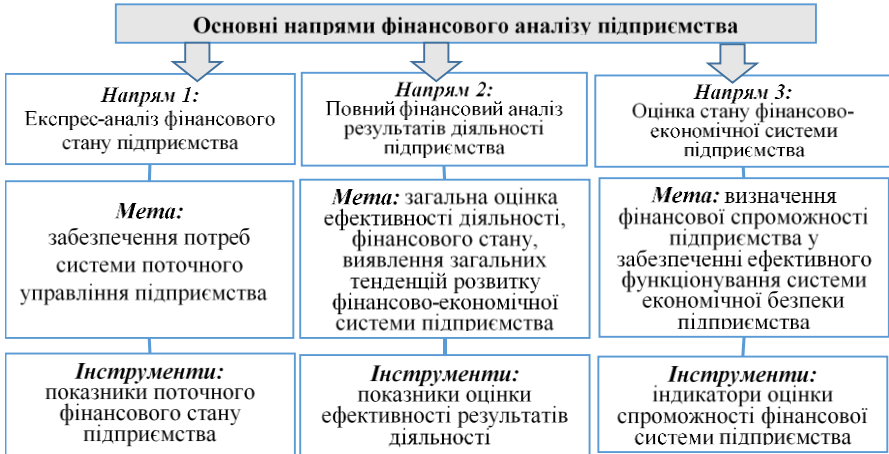 Основні напрями фінансового аналізу підприємства
Напрям 1:
Експрес-аналіз фінансового
стану підприємства
Напрям 2:
Повний фінансовий аналіз
результатів діяльності
підприємства
Напрям 3:
Оцінка стану фінансово-
економічної системи
підприємства
Мета:
забезпечення потреб
системи поточного
управління підприємства
Мета: загальна оцінка
ефективності діяльності,
фінансового стану,
виявлення загальних
тенденцій розвитку
фінансово-економічної
системи підприємства
Мета: визначення
фінансової спроможності
підприємства у
забезпеченні ефективного
функціонування системи
економічної безпеки
підприємства
Інструменти:
показники поточного
фінансового стану
підприємства
Інструменти:
показники оцінки
ефективності результатів
діяльності
Інструменти:
індикатори оцінки
спроможності фінансової
системи підприємства